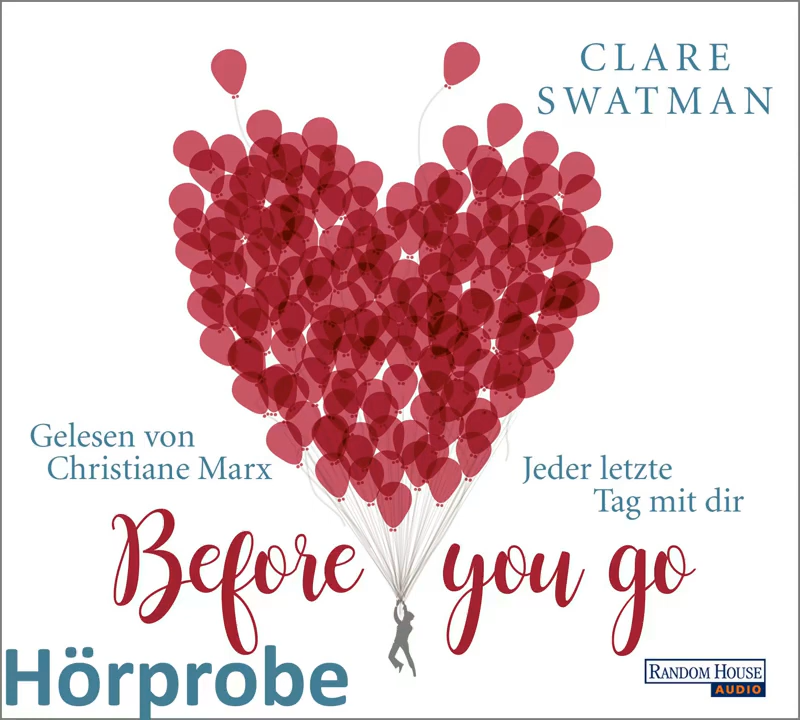 CLARE
SWATMAN
Gelesen von
Christiane Marx
Jeder letzte
Tag mit dir
Before you go
Hörprobe
RANDOM HOUSE
AUDIO